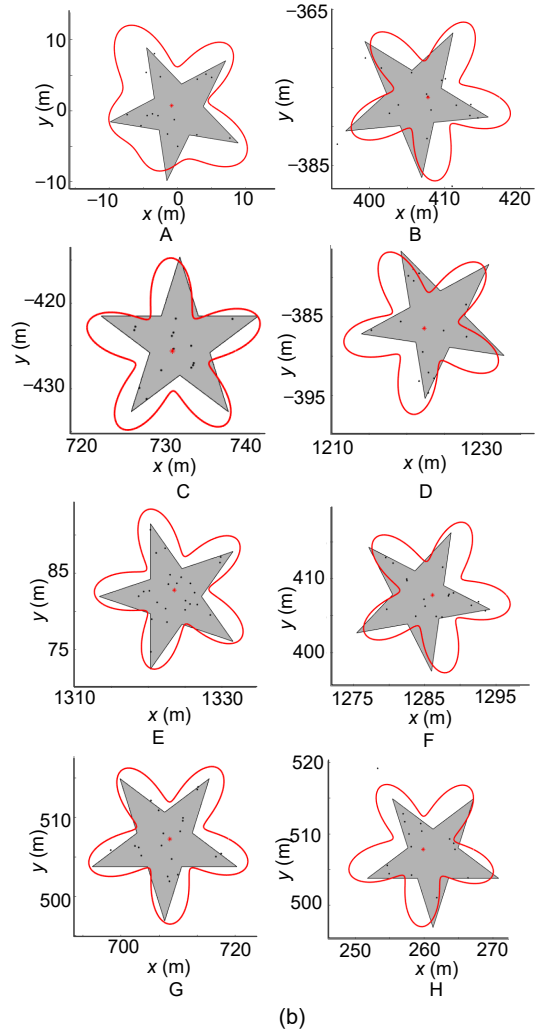 10
0
−10
y (m)
−10 0 10
x (m)
A
−365
−385
y (m)
400 410 420
x (m)
B
−420
−430
y (m)
720 730 740
x (m)
C
−385
−395
y (m)
1210 1230
x (m)
D
85
75
y (m)
1310 1330
x (m)
E
410
400
y (m)
1275 1285 1295
x (m)
F
510
500
y (m)
700 720
x (m)
G
520
510
500
y (m)
250 260 270
x (m)
H
(b)